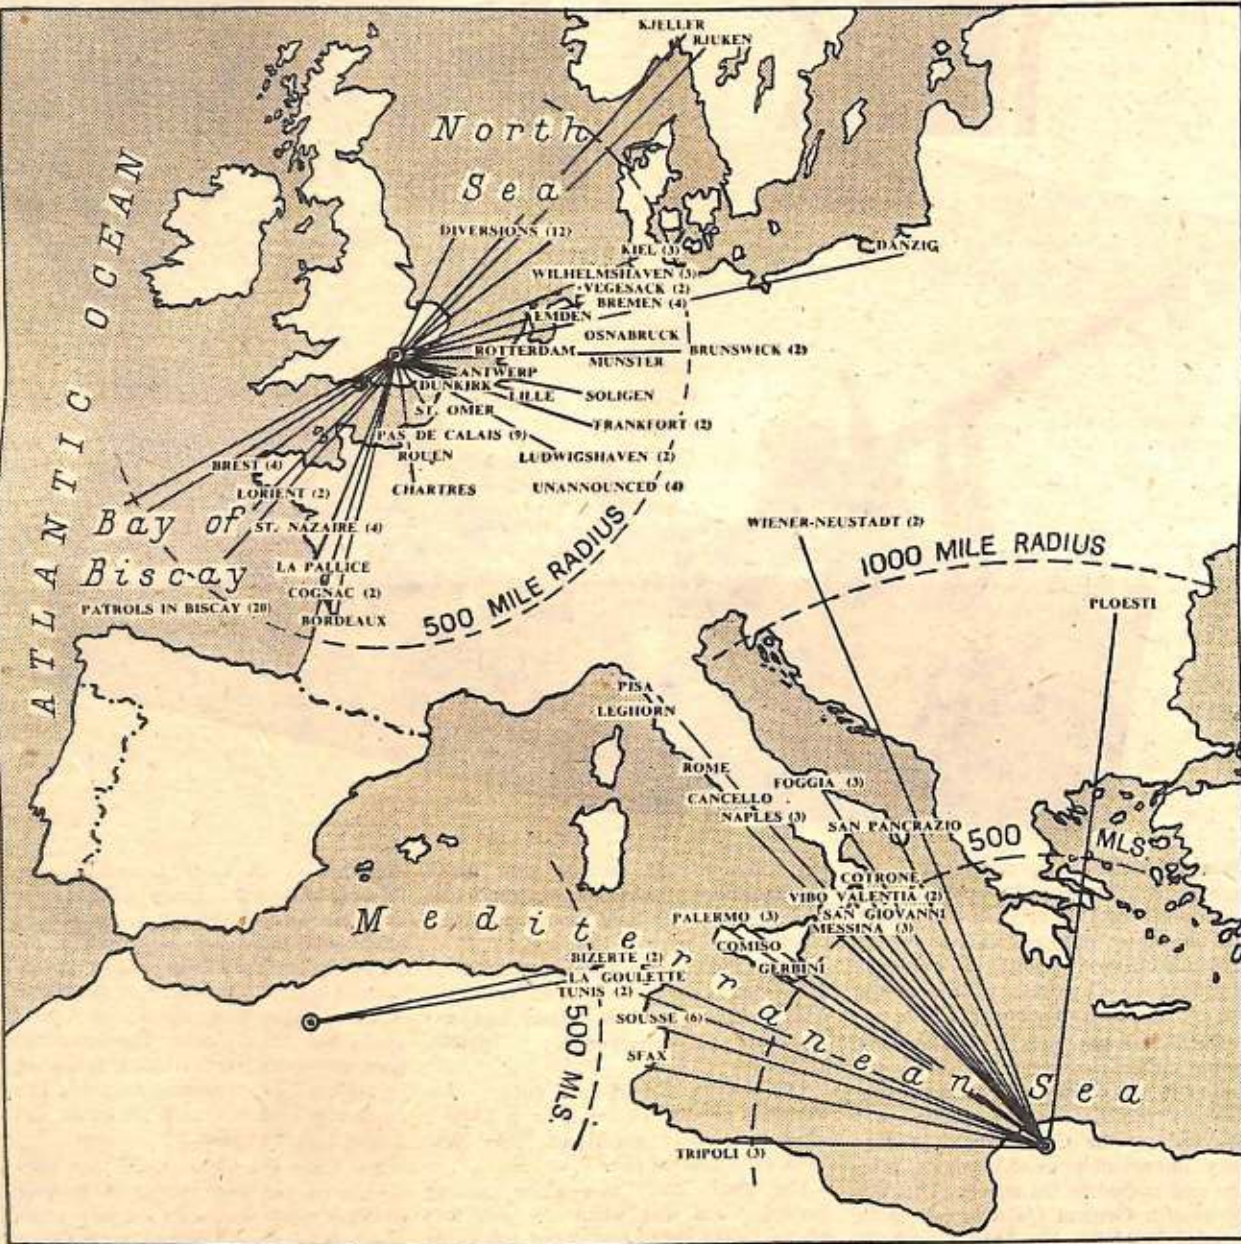 KJELLER
RJUKEN
North
Sea
ATLANTIC OCEAN
DIVERSIONS (12)
KIEL (3)
DANZIG
WILHELMSHAVEN (3)
VEGESACK (2)
BREMEN (4)
EMDEN
OSNABRUCK
ROTTERDAM
BRUNSWICK (2)
MUNSTER
ANTWERP
DUNKIRK
LILLE
SOLIGEN
ST. OMER
FRANKFORT (2)
PAS DE CALAIS (9)
ROUEN
LUDWIGSHAVEN (2)
BREST (4)
CHARTRES
UNANNOUNCED (4)
LORIENT (2)
Bay of
Biscay
ST. NAZAIRE (4)
LA PALLICE
COGNAC (2)
PATROLS IN BISCAY (20)
BORDEAUX
500 MILE RADIUS
WIENER-NEUSTADT (2)
1000 MILE RADIUS
PLOESTI
PISA
LEGHORN
ROME
FOGGIA (3)
CANCELLO
NAPLES (3)
SAN PANCRAZIO
500 MLS.
COTRONE
VIBO VALENTIA (2)
PALERMO (3)
SAN GIOVANNI
MESSINA (3)
COMISO
GERBINI
Mediterranean Sea
BIZERTE (2)
LA GOULETTE
TUNIS (2)
SOUSSE (6)
500 MLS.
SFAX
TRIPOLI (3)